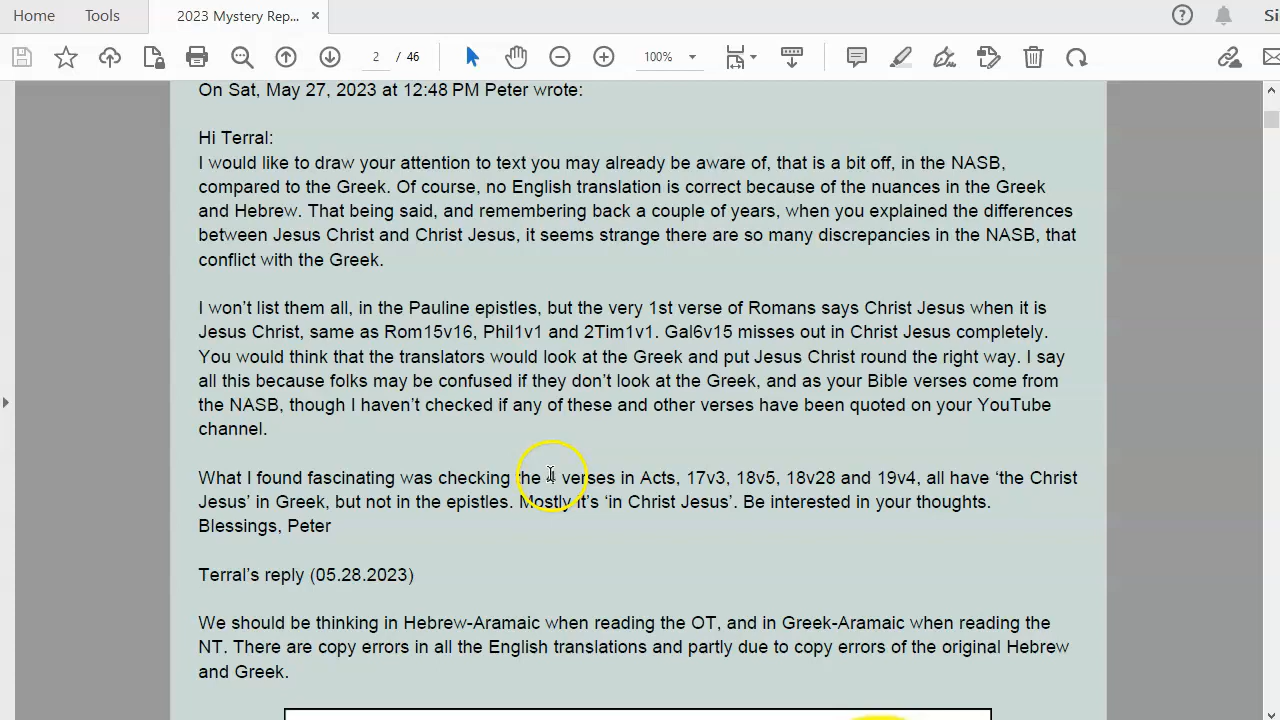 Home Tools 2023 Mystery Rep... × Si
2 / 46 100%
On Sat, May 27, 2023 at 12:48 PM Peter wrote:
Hi Terral:
I would like to draw your attention to text you may already be aware of, that is a bit off, in the NASB,
compared to the Greek. Of course, no English translation is correct because of the nuances in the Greek
and Hebrew. That being said, and remembering back a couple of years, when you explained the differences
between Jesus Christ and Christ Jesus, it seems strange there are so many discrepancies in the NASB, that
conflict with the Greek.
I won't list them all, in the Pauline epistles, but the very 1st verse of Romans says Christ Jesus when it is
Jesus Christ, same as Rom15v16, Phil1v1 and 2Tim1v1. Gal6v15 misses out in Christ Jesus completely.
You would think that the translators would look at the Greek and put Jesus Christ round the right way. I say
all this because folks may be confused if they don't look at the Greek, and as your Bible verses come from
the NASB, though I haven't checked if any of these and other verses have been quoted on your YouTube
channel.
What I found fascinating was checking the 4 verses in Acts, 17v3, 18v5, 18v28 and 19v4, all have ‘the Christ
Jesus’ in Greek, but not in the epistles. Mostly it's ‘in Christ Jesus’. Be interested in your thoughts.
Blessings, Peter
Terral's reply (05.28.2023)
We should be thinking in Hebrew-Aramaic when reading the OT, and in Greek-Aramaic when reading the
NT. There are copy errors in all the English translations and partly due to copy errors of the original Hebrew
and Greek.